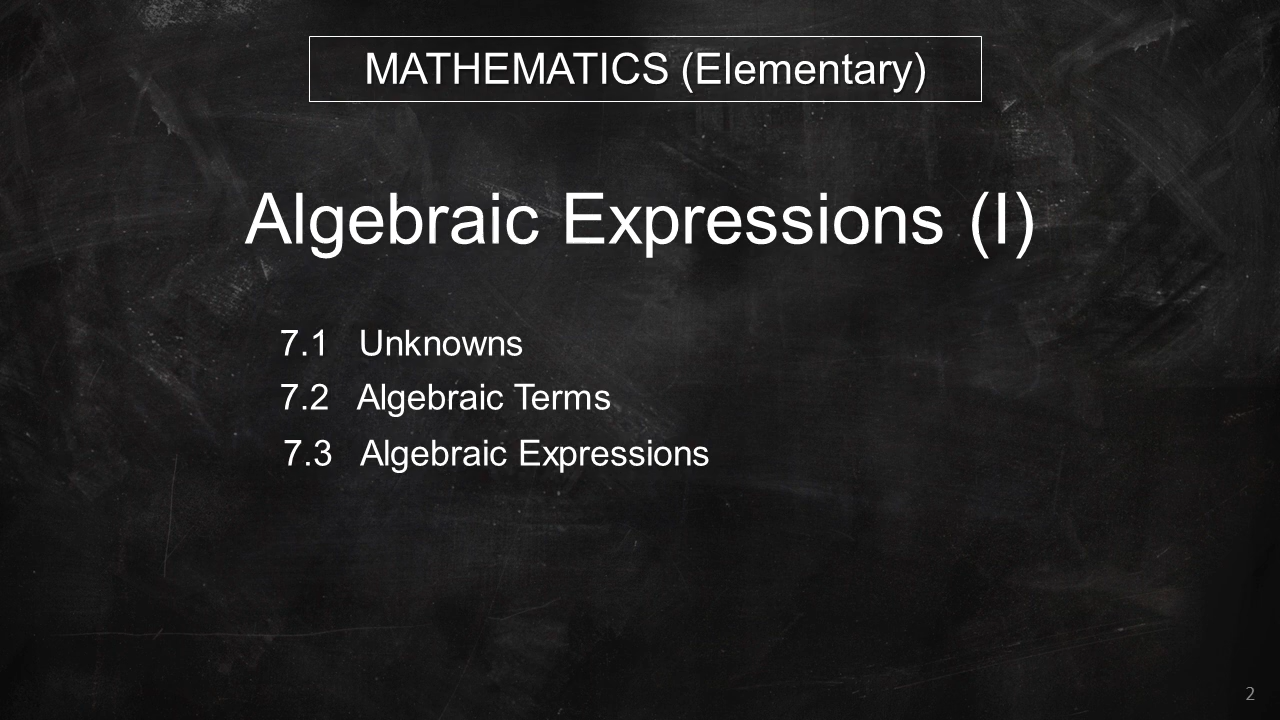 MATHEMATICS (Elementary)
Algebraic Expressions (I)
7.1 Unknowns
7.2 Algebraic Terms
7.3 Algebraic Expressions
2